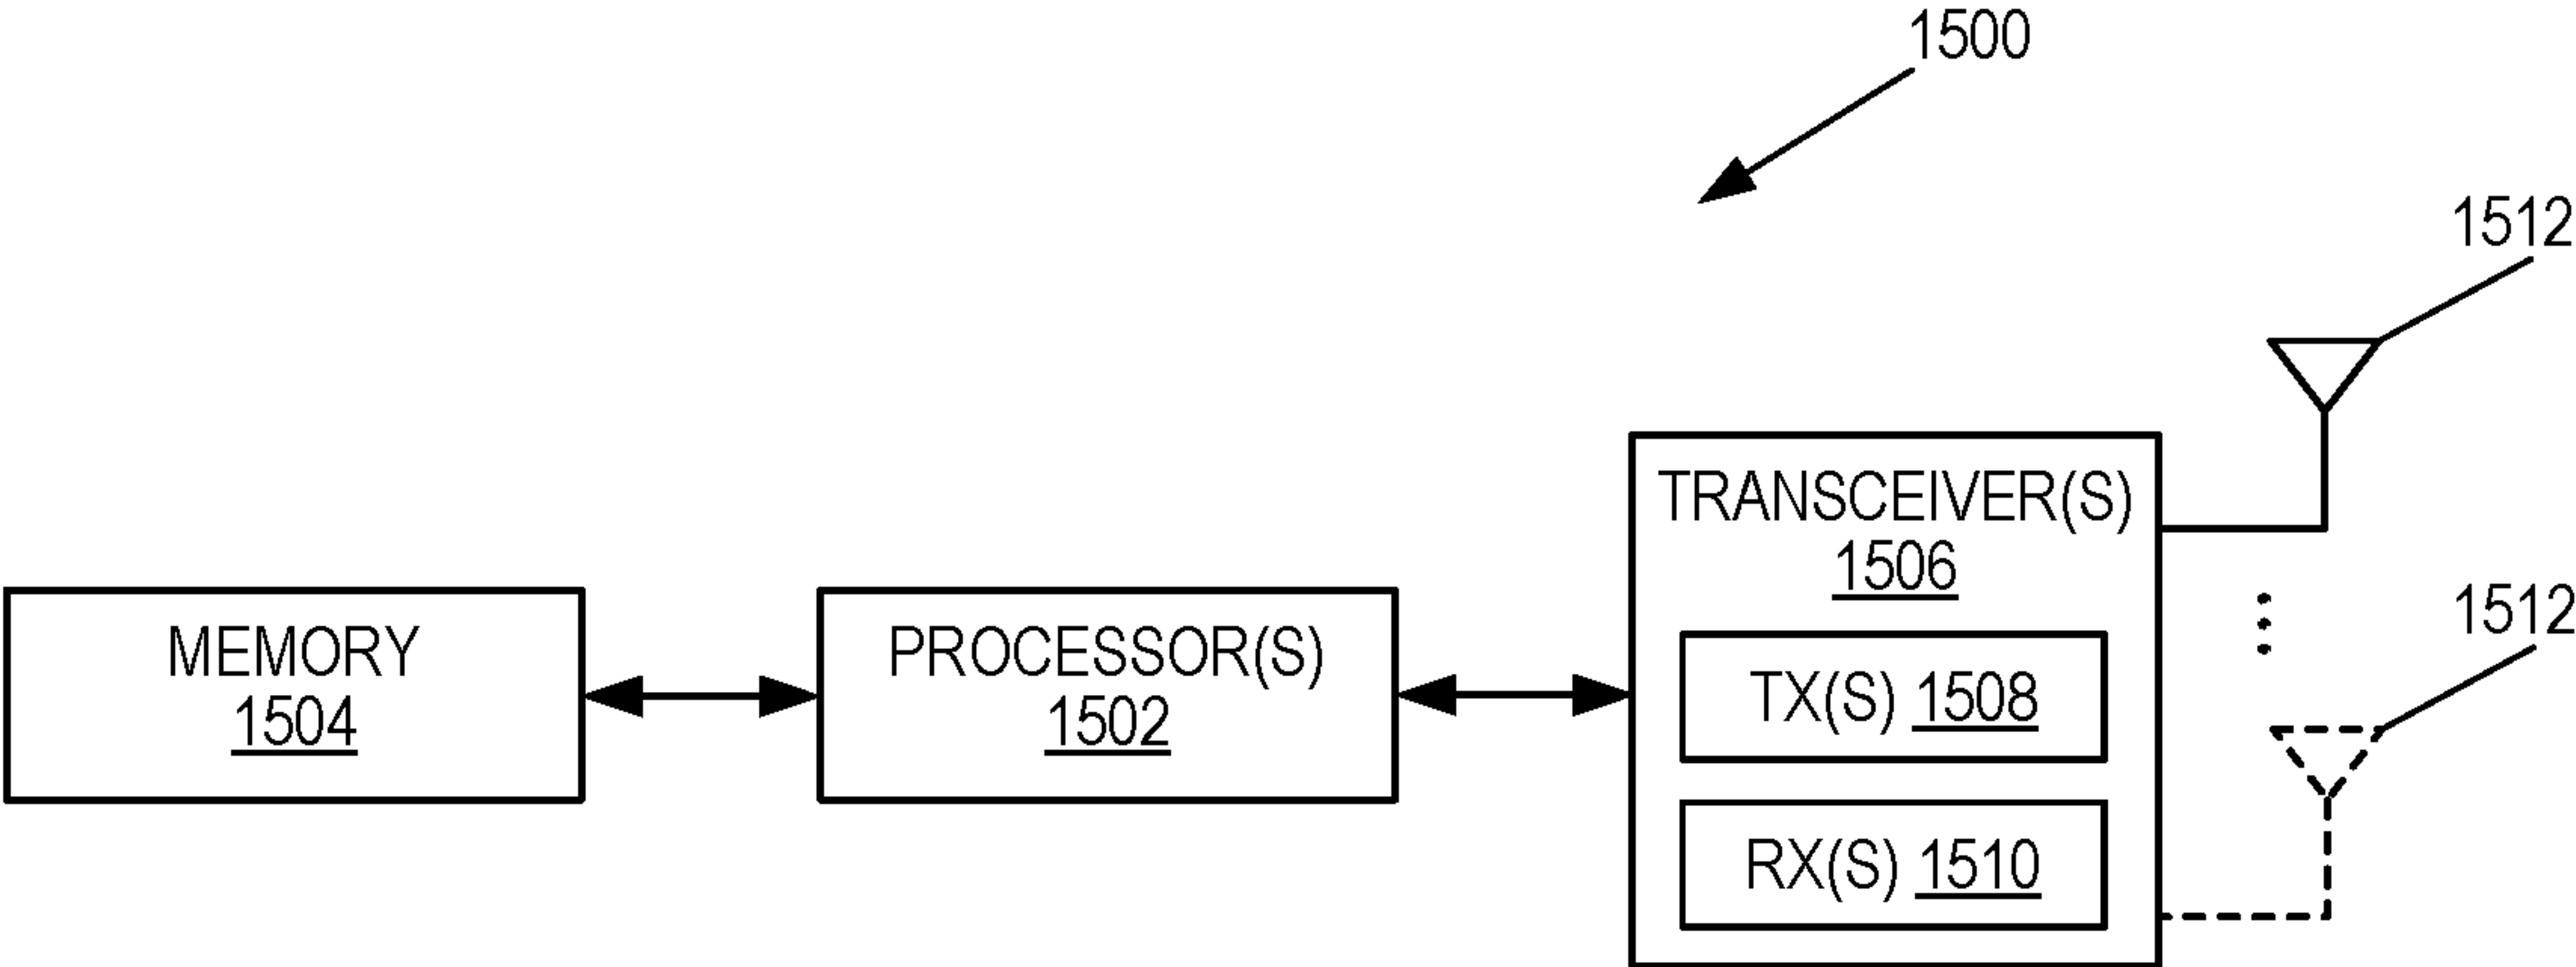 1500
1512
TRANSCEIVER(S)
1506
1512
MEMORY
1504
PROCESSOR(S)
1502
TX(S) 1508
RX(S) 1510